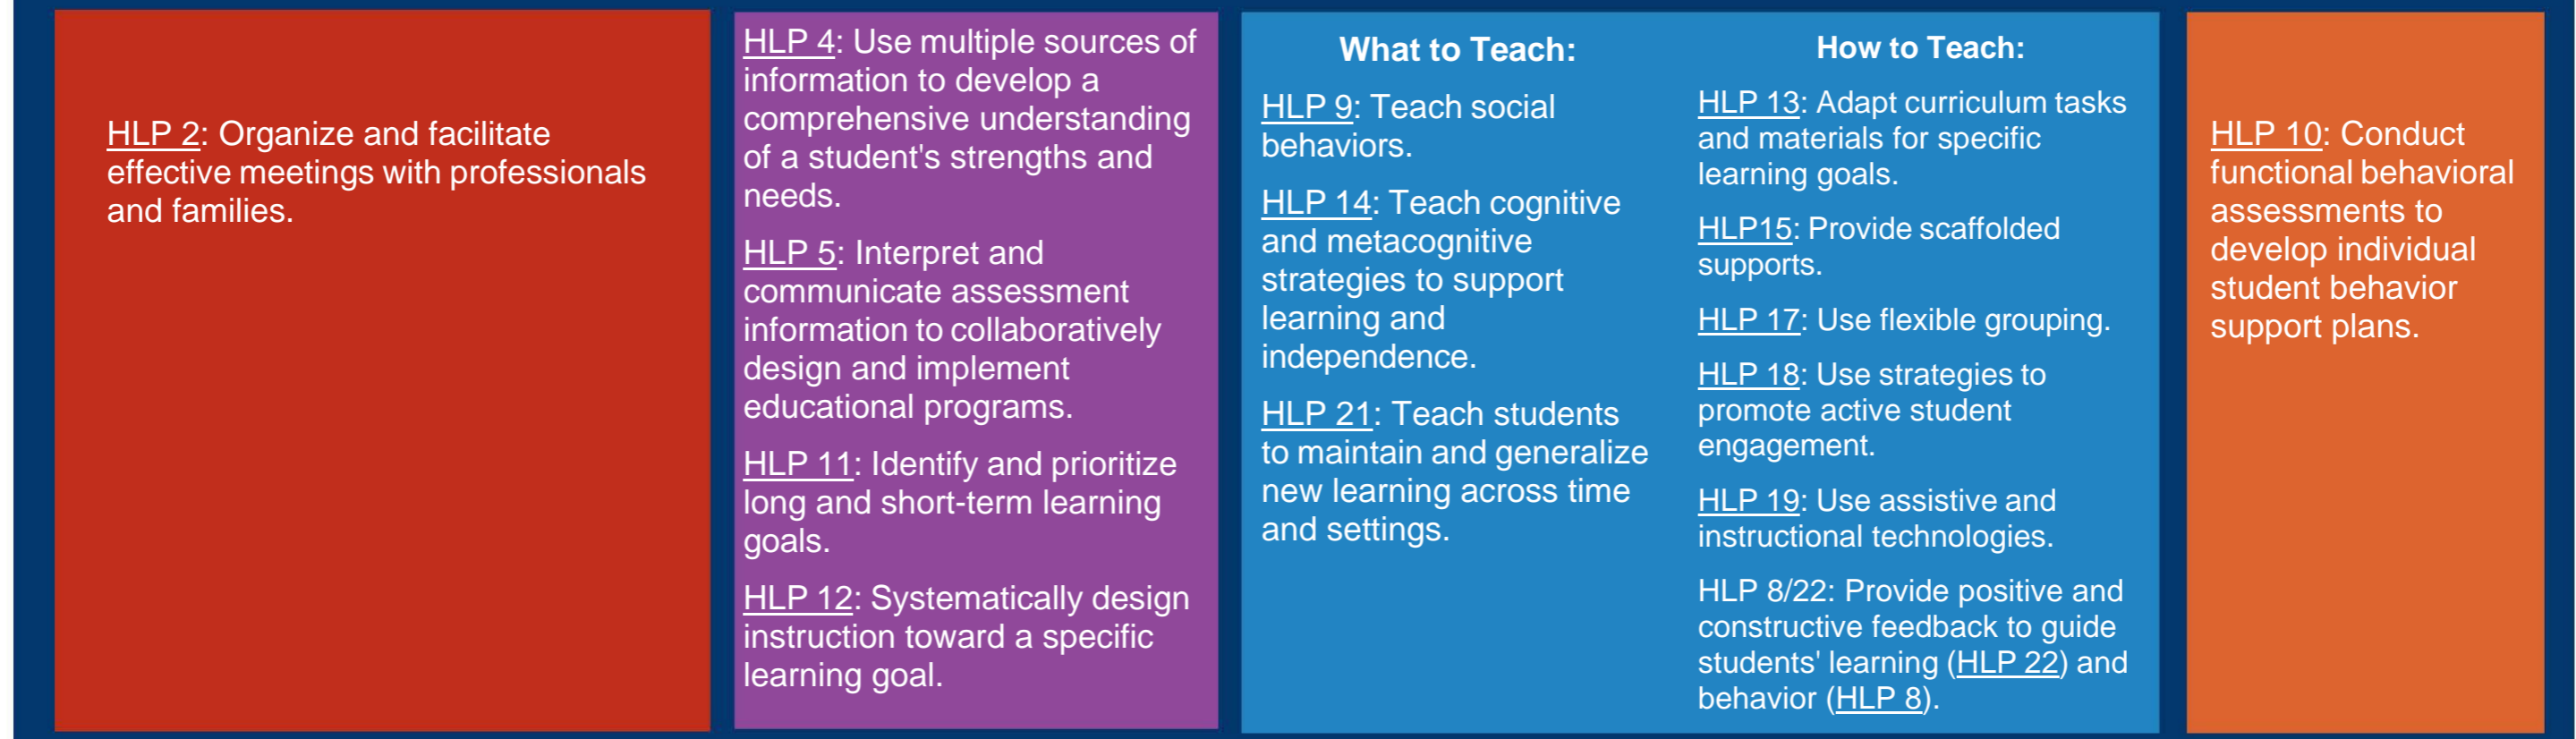 HLP 2: Organize and facilitate
effective meetings with professionals
and families.
HLP 4: Use multiple sources of
information to develop a
comprehensive understanding
of a student's strengths and
needs.
HLP 5: Interpret and
communicate assessment
information to collaboratively
design and implement
educational programs.
HLP 11: Identify and prioritize
long and short-term learning
goals.
HLP 12: Systematically design
instruction toward a specific
learning goal.
What to Teach:
HLP 9: Teach social
behaviors.
HLP 14: Teach cognitive
and metacognitive
strategies to support
learning and
independence.
HLP 21: Teach students
to maintain and generalize
new learning across time
and settings.
How to Teach:
HLP 13: Adapt curriculum tasks
and materials for specific
learning goals.
HLP15: Provide scaffolded
supports.
HLP 17: Use flexible grouping.
HLP 18: Use strategies to
promote active student
engagement.
HLP 19: Use assistive and
instructional technologies.
HLP 8/22: Provide positive and
constructive feedback to guide
students' learning (HLP 22) and
behavior (HLP 8).
HLP 10: Conduct
functional behavioral
assessments to
develop individual
student behavior
support plans.